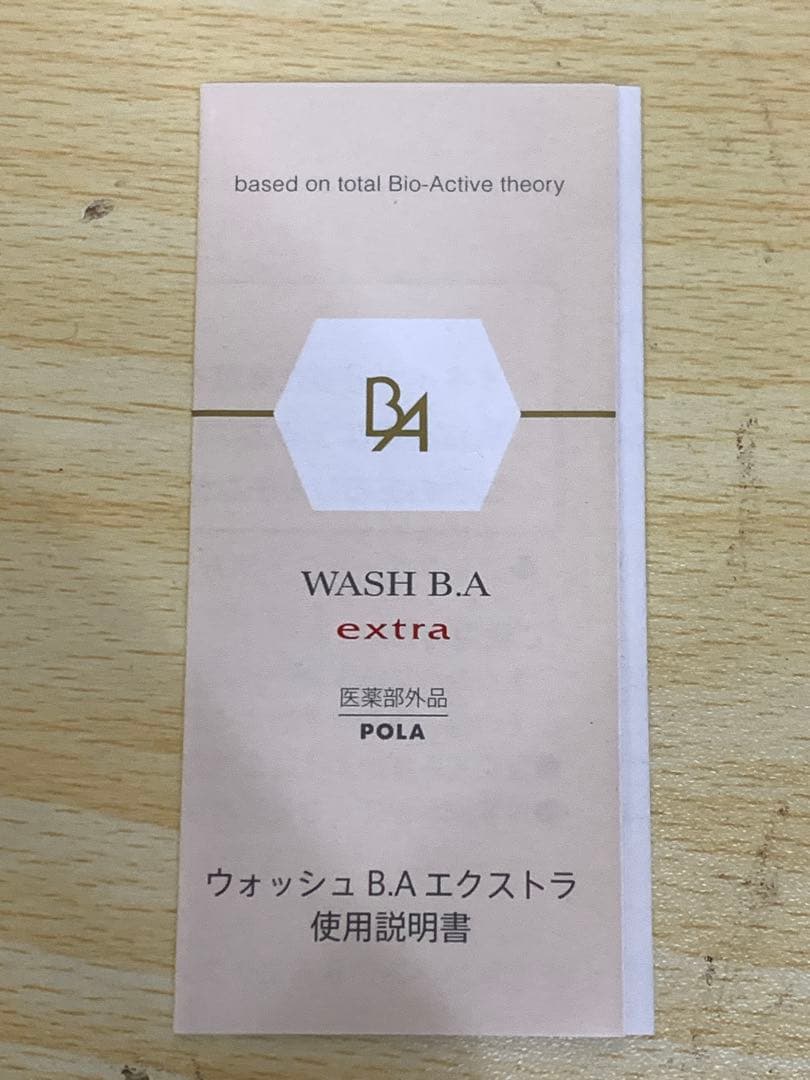 based on total Bio-Active theory
BA
WASH B.A
extra
医薬部外品
POLA
ウォッシュ B.A エクストラ
使用説明書